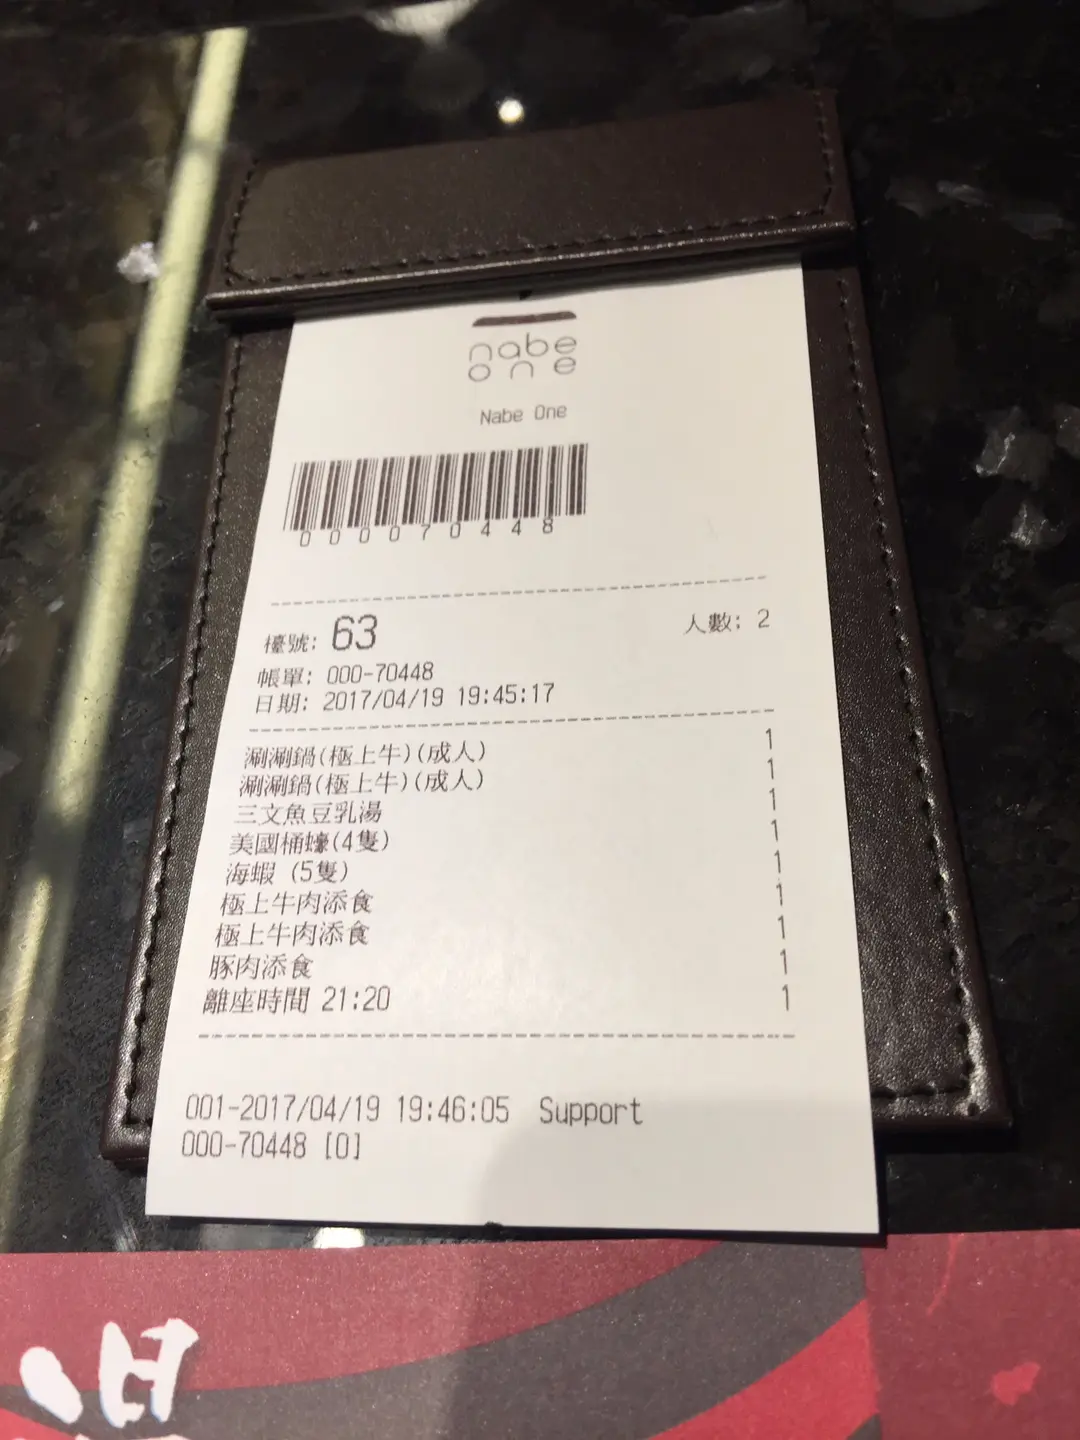 nabe
one
Nabe One
00070448
檯號: 63 人數: 2
帳單: 000-70448
日期: 2017/04/19 19:45:17
涮涮鍋(極上牛)(成人) 1
涮涮鍋(極上牛)(成人) 1
三文魚豆乳湯 1
美國桶蠔(4隻) 1
海蝦 (5隻) 1
極上牛肉添食 1
極上牛肉添食 1
豚肉添食 1
離座時間 21:20 1
001-2017/04/19 19:46:05 Support
000-70448 [0]